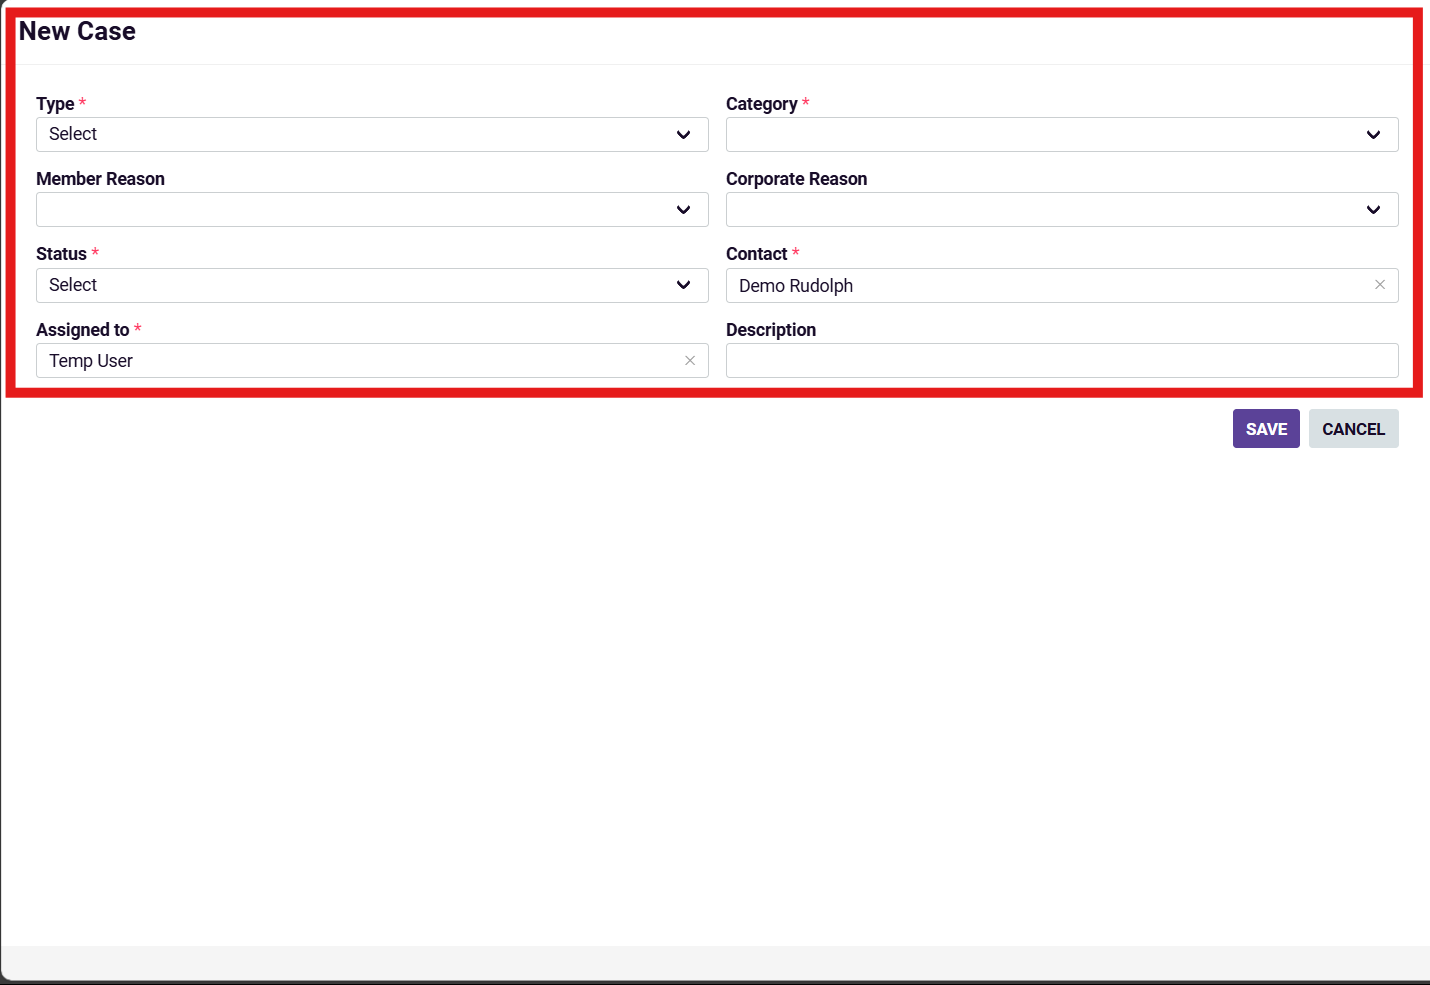 New Case
Type * Category *
Select
Member Reason Corporate Reason
Status * Contact *
Select Demo Rudolph
Assigned to * Description
Temp User
SAVE CANCEL